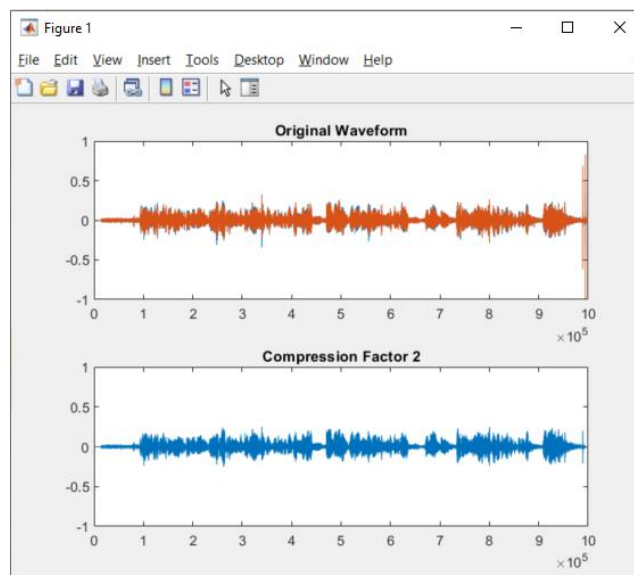 Figure 1
File Edit View Insert Tools Desktop Window Help
Original Waveform
1
0.5
0
-0.5
-1
0 1 2 3 4 5 6 7 8 9 10
×10^5
Compression Factor 2
1
0.5
0
-0.5
-1
0 1 2 3 4 5 6 7 8 9 10
×10^5